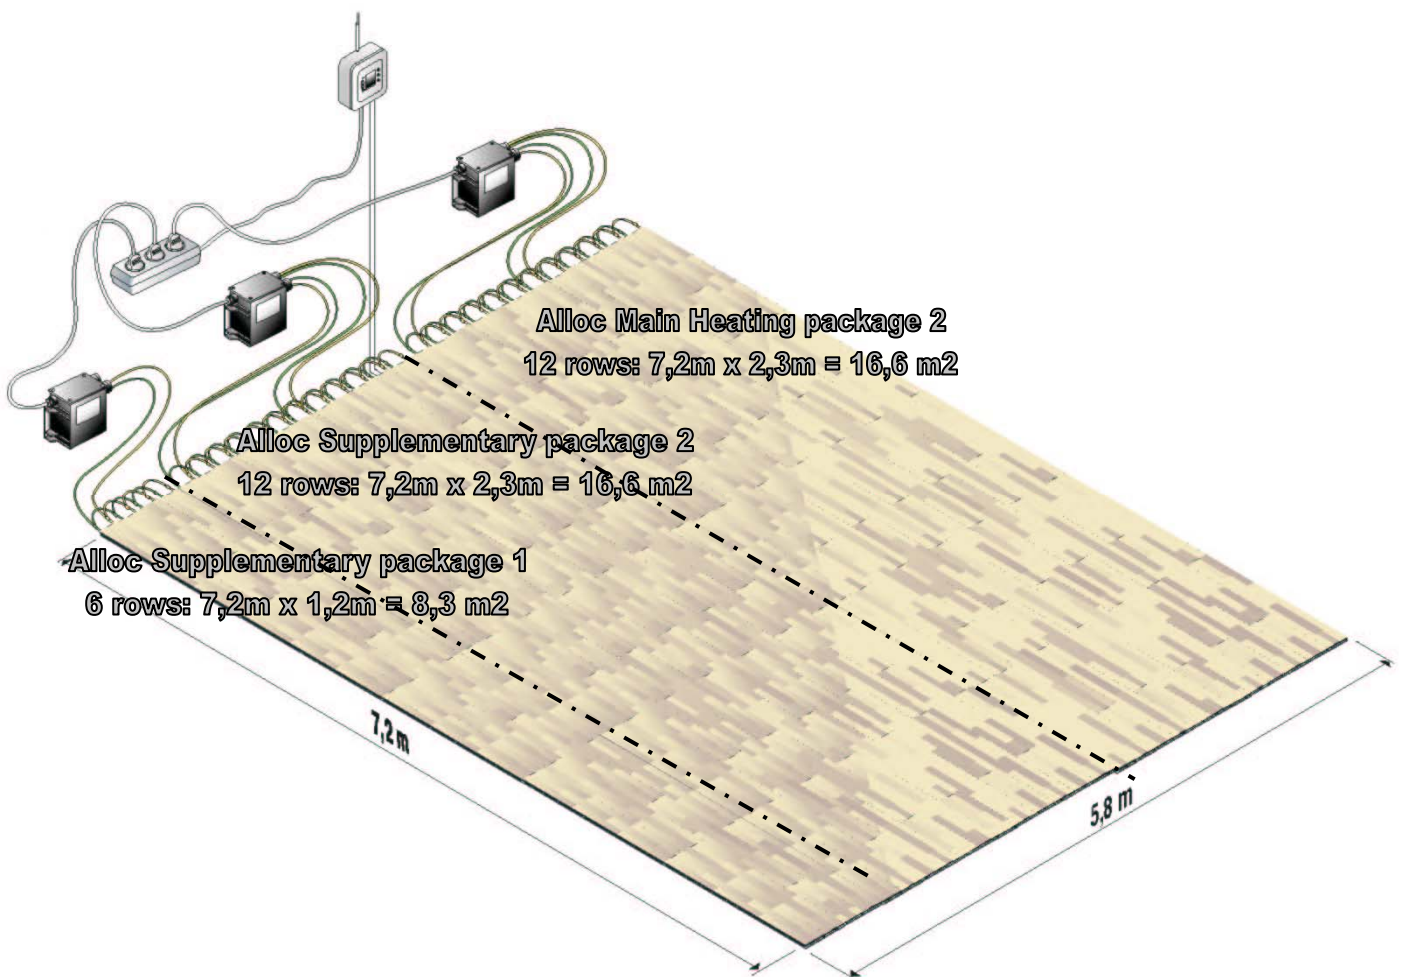 Alloc Main Heating package 2
12 rows: 7,2m x 2,3m = 16,6 m2
Alloc Supplementary package 2
12 rows: 7,2m x 2,3m = 16,6 m2
Alloc Supplementary package 1
6 rows: 7,2m x 1,2m = 8,3 m2
7,2 m
5,8 m